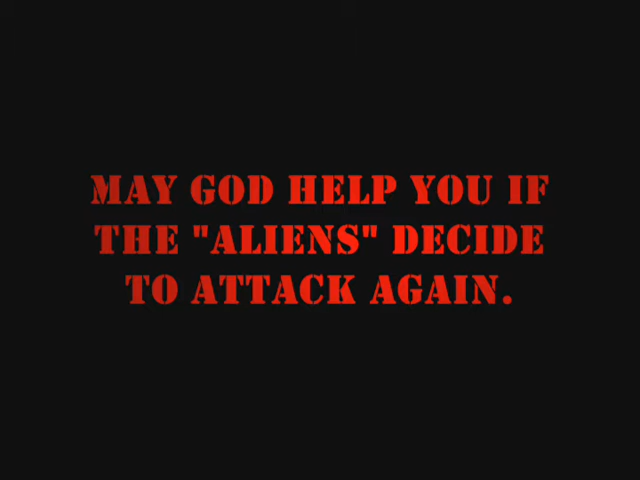 MAY GOD HELP YOU IF
THE "ALIENS" DECIDE
TO ATTACK AGAIN.